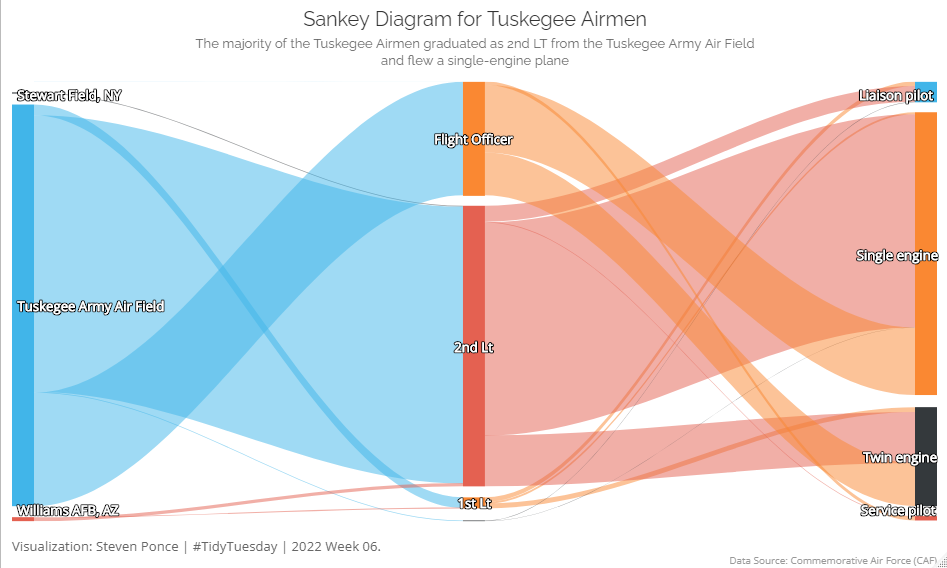 Sankey Diagram for Tuskegee Airmen
The majority of the Tuskegee Airmen graduated as 2nd LT from the Tuskegee Army Air Field
and flew a single-engine plane
Stewart Field, NY
Liaison pilot
Flight Officer
Single engine
Tuskegee Army Air Field
2nd Lt
Twin engine
1st Lt
Williams AFB, AZ
Service pilot
Visualization: Steven Ponce | #TidyTuesday | 2022 Week 06.
Data Source: Commemorative Air Force (CAF)